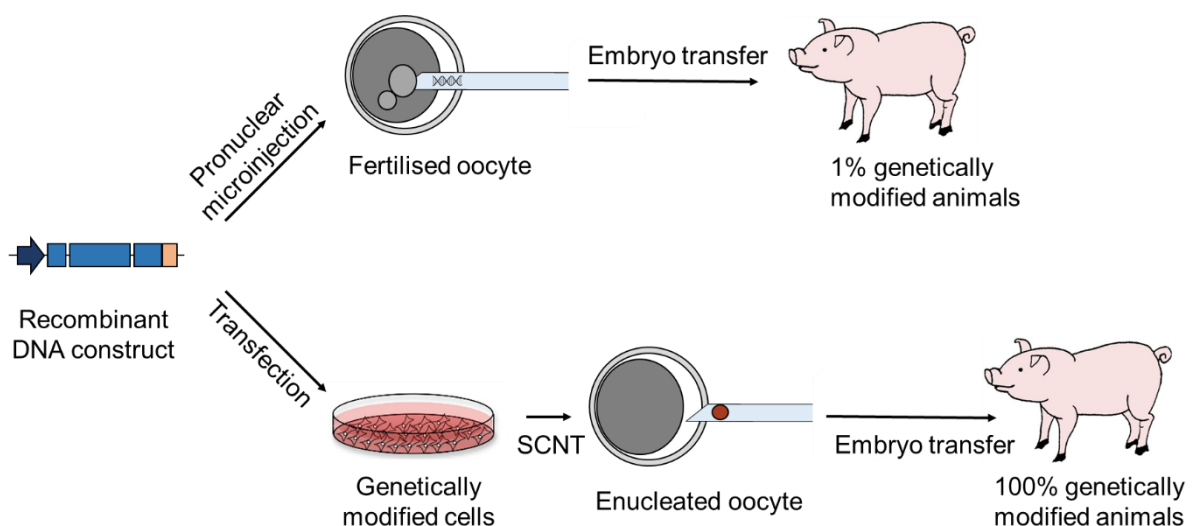 Pronuclear
microinjection
Fertilised oocyte
Embryo transfer
1% genetically
modified animals
Recombinant
DNA construct
Transfection
Genetically
modified cells
SCNT
Enucleated oocyte
Embryo transfer
100% genetically
modified animals